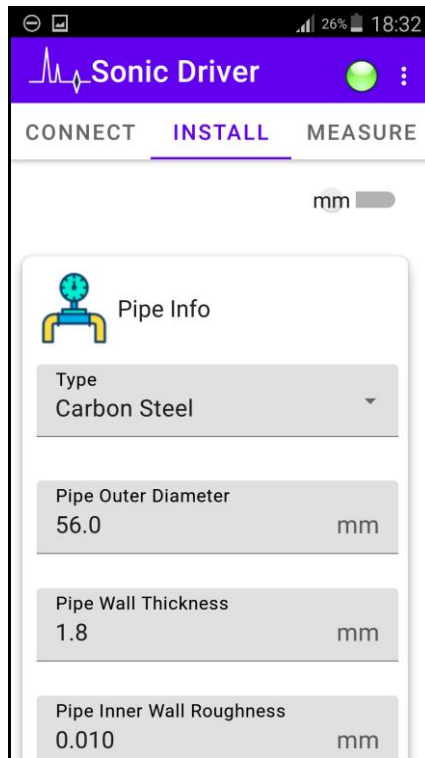 26% 18:32
Sonic Driver
CONNECT INSTALL MEASURE
mm
Pipe Info
Type
Carbon Steel
Pipe Outer Diameter
56.0 mm
Pipe Wall Thickness
1.8 mm
Pipe Inner Wall Roughness
0.010 mm